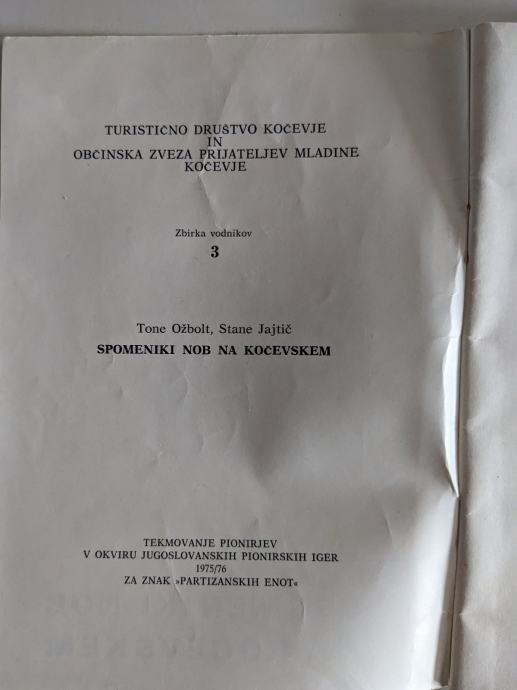 TURISTIČNO DRUŠTVO KOČEVJE
IN
OBČINSKA ZVEZA PRIJATELJEV MLADINE
KOČEVJE
Zbirka vodnikov
3
Tone Ožbolt, Stane Jajtič
SPOMENIKI NOB NA KOČEVSKEM
TEKMOVANJE PIONIRJEV
V OKVIRU JUGOSLOVANSKIH PIONIRSKIH IGER
1975/76
ZA ZNAK »PARTIZANSKIH ENOT«